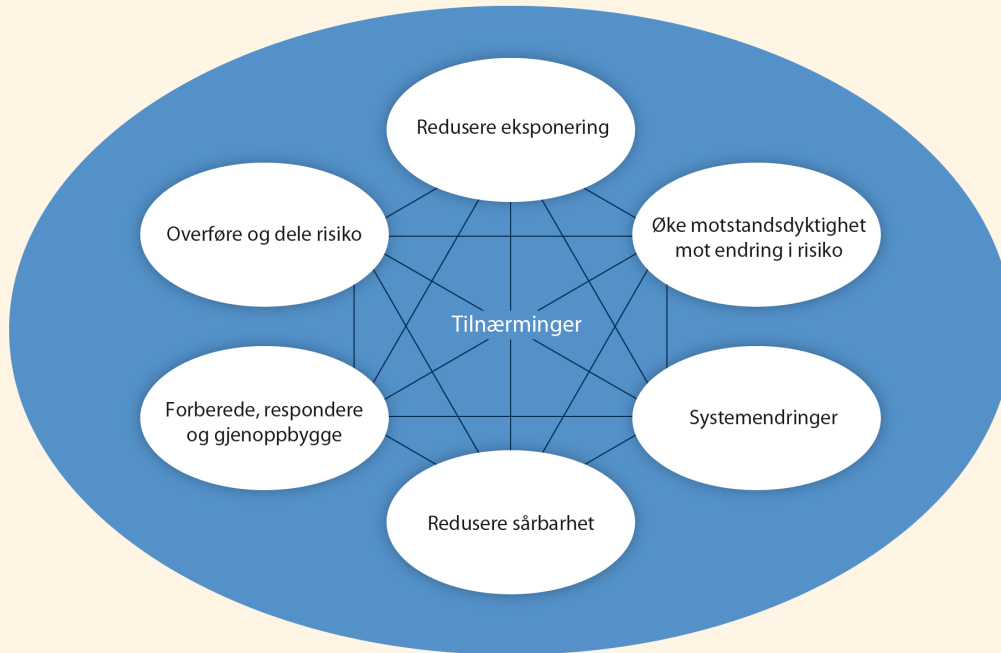 Redusere eksponering
Overføre og dele risiko
Øke motstandsdyktighet
mot endring i risiko
Tilnærminger
Forberede, respondere
og gjenoppbygge
Systemendringer
Redusere sårbarhet